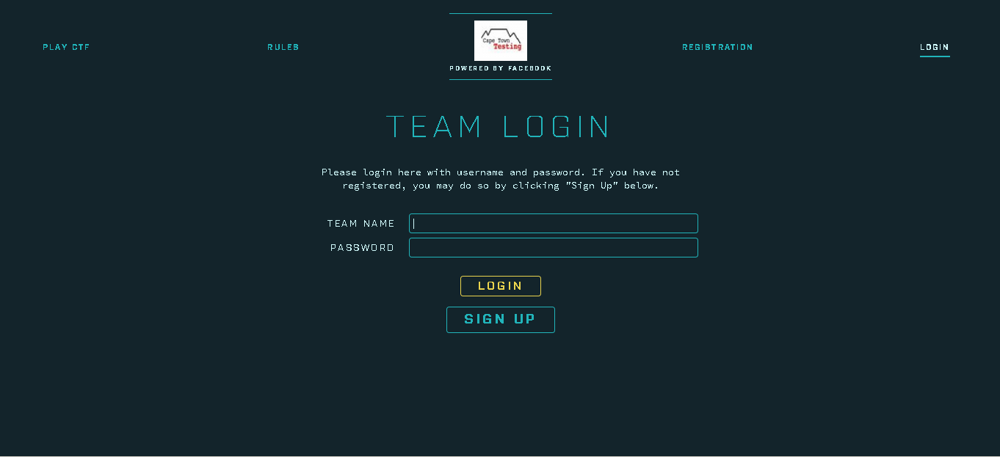 PLAY CTF
RULES
Cape Town
Testing
POWERED BY FACEBOOK
REGISTRATION
LOGIN
TEAM LOGIN
Please login here with username and password. If you have not
registered, you may do so by clicking "Sign Up" below.
TEAM NAME
PASSWORD
LOGIN
SIGN UP